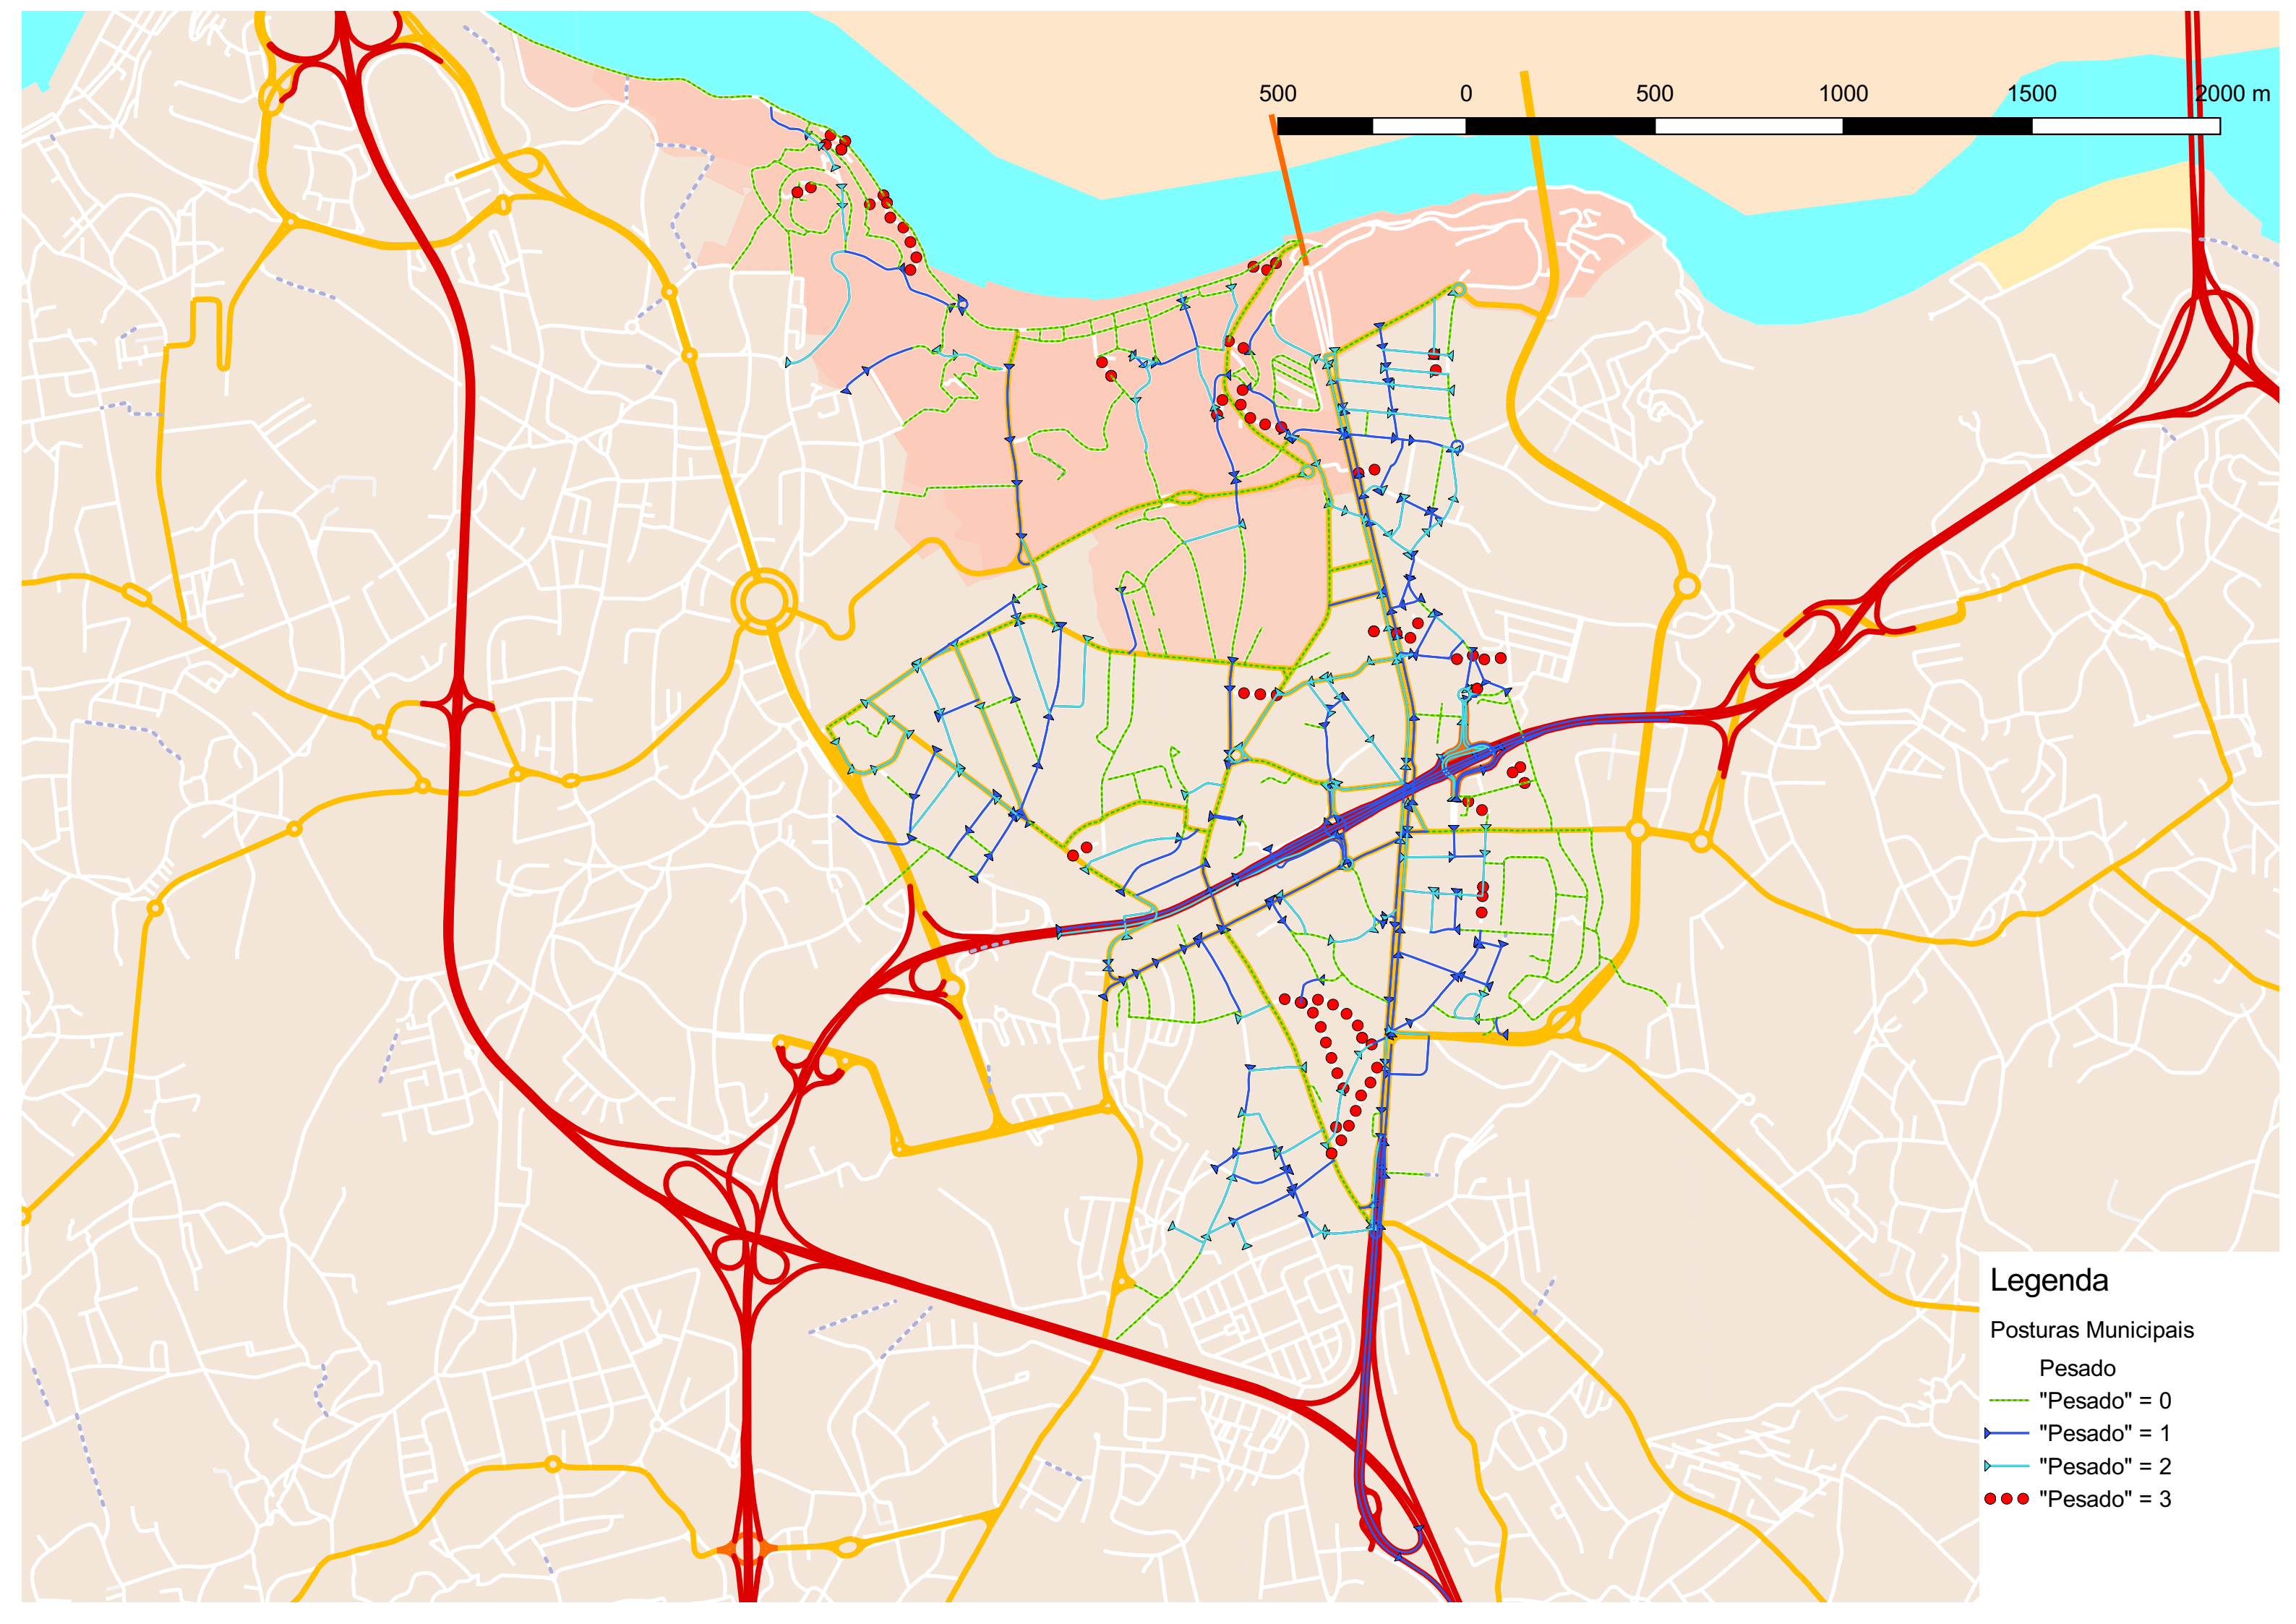 500 0 500 1000 1500 2000 m
Legenda
Posturas Municipais
Pesado
"Pesado" = 0
"Pesado" = 1
"Pesado" = 2
"Pesado" = 3